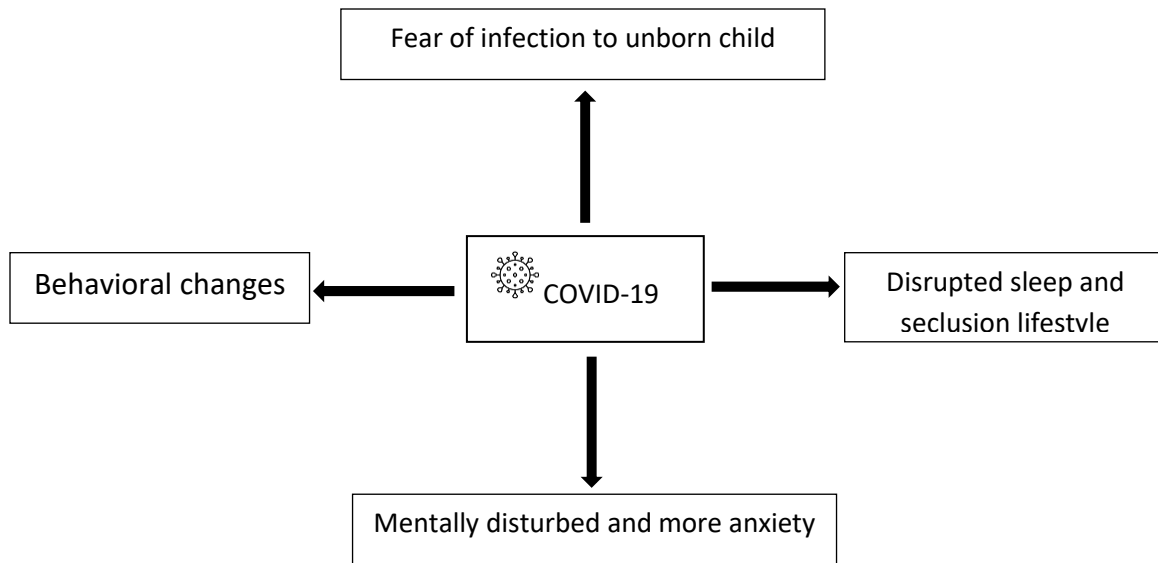 Fear of infection to unborn child
Behavioral changes
COVID-19
Disrupted sleep and
seclusion lifestyle
Mentally disturbed and more anxiety